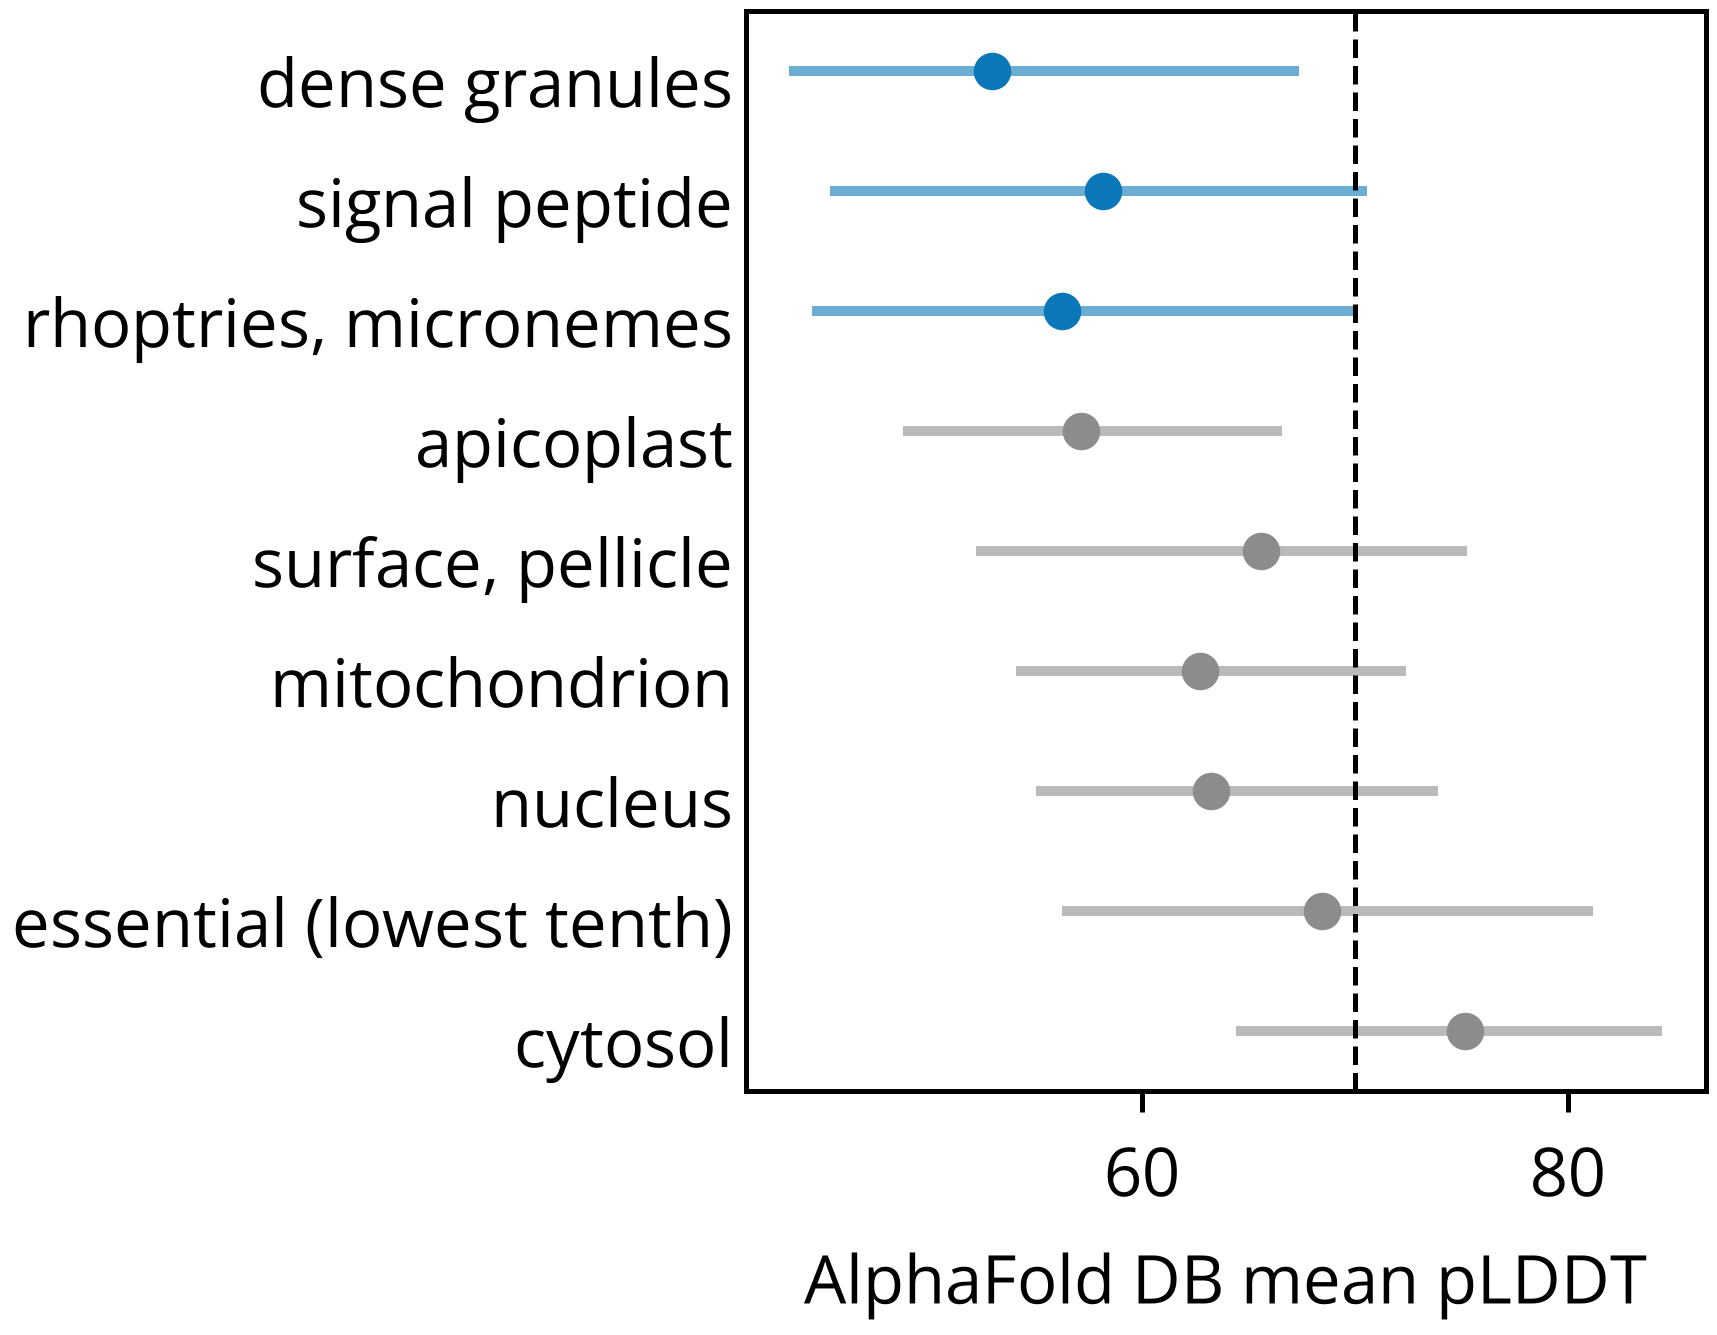 dense granules
signal peptide
rhoptries, micronemes
apicoplast
surface, pellicle
mitochondrion
nucleus
essential (lowest tenth)
cytosol
60 80
AlphaFold DB mean pLDDT